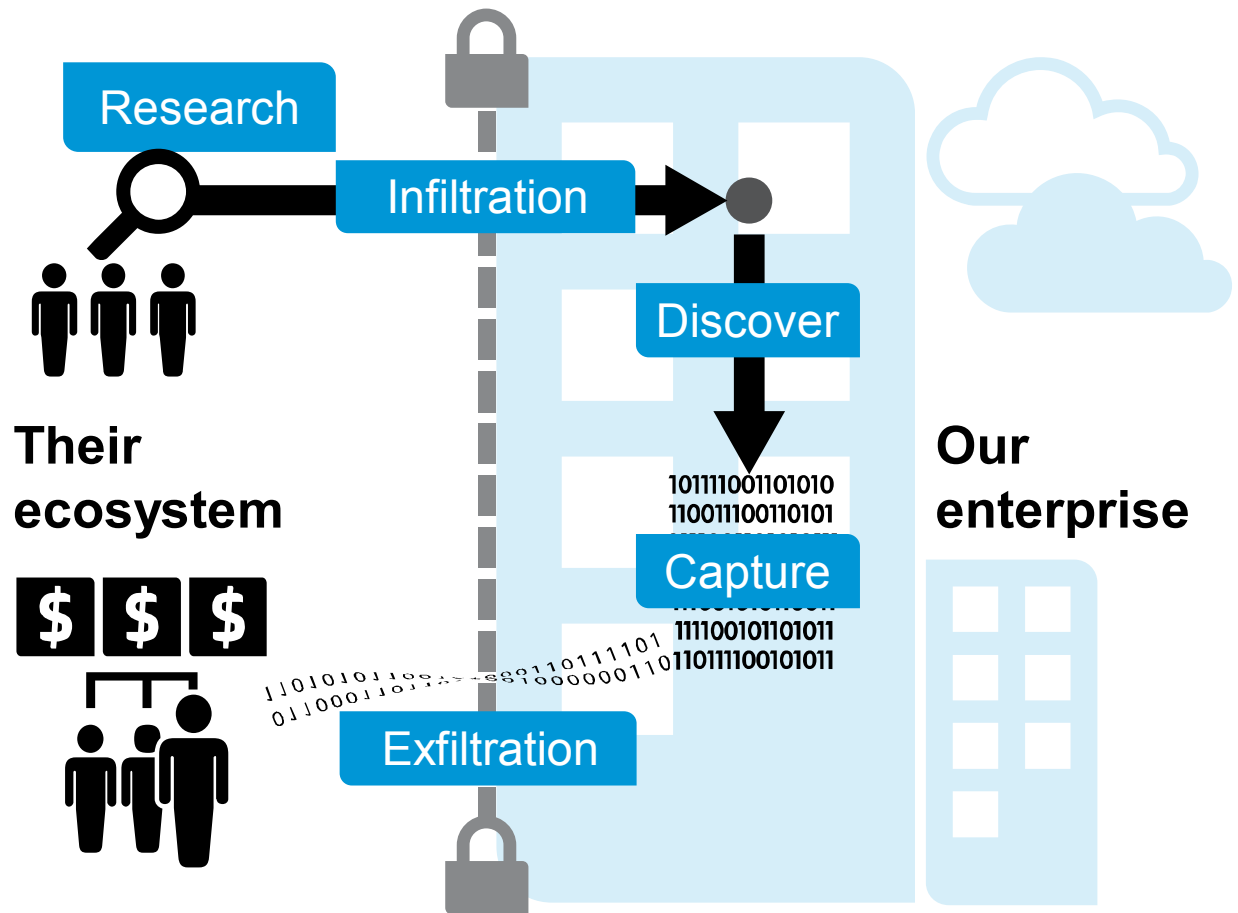 Research
Infiltration
Discover
Their
ecosystem
Our
enterprise
101111001101010
110011100110101
Capture
111100101101011
110111100101011
$ $ $
Exfiltration